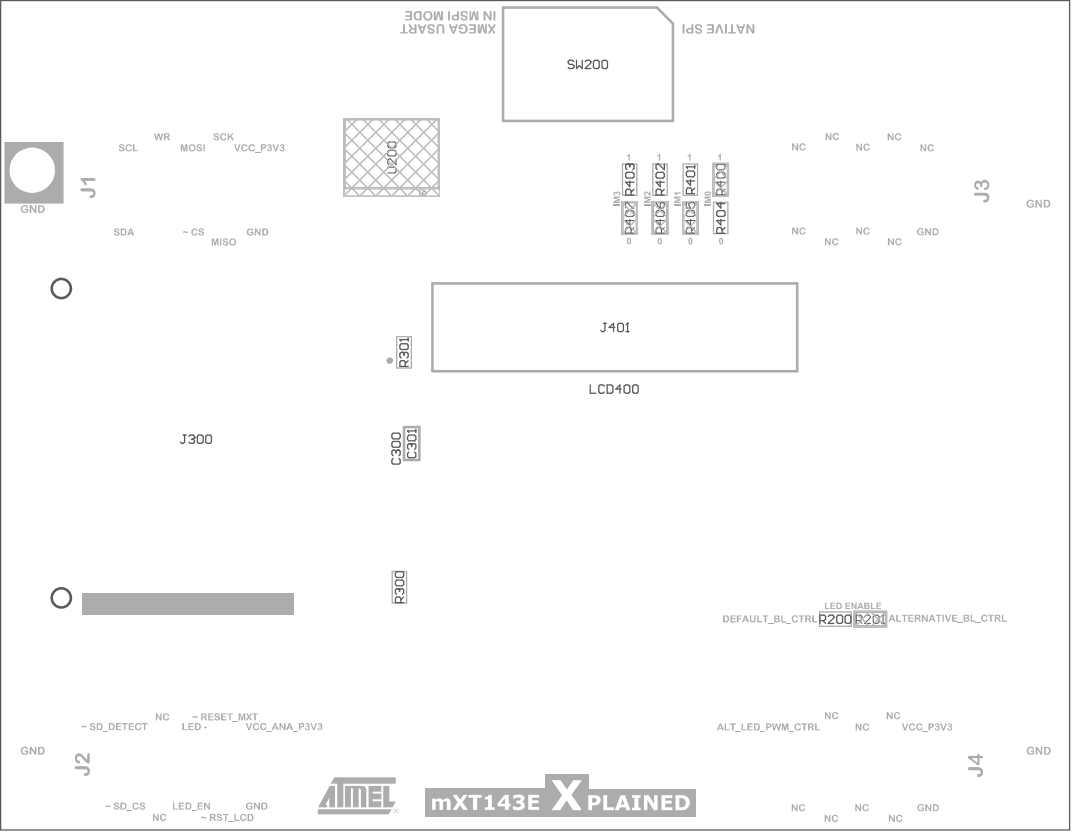 XMEGA USART
IN MSPI MODE
NATIVE SPI
SW200
WR
SCK
SCL
MOSI
VCC_P3V3
U200
J1
GND
SDA
~CS
GND
MISO
1
1
1
1
R403
R402
R401
R400
IM3
IM2
IM1
IM0
R407
R406
R405
R404
0
0
0
0
NC
NC
NC
NC
NC
J3
GND
NC
NC
NC
NC
GND
J401
R301
LCD400
J300
C300
C301
R300
LED ENABLE
DEFAULT_BL_CTRL
R200
R201
ALTERNATIVE_BL_CTRL
NC
~RESET_MXT
~SD_DETECT
LED -
VCC_ANA_P3V3
GND
J2
~SD_CS
LED_EN
GND
NC
~RST_LCD
ATMEL
®
mXT143E XPLAINED
NC
NC
ALT_LED_PWM_CTRL
NC
VCC_P3V3
J4
GND
NC
NC
GND
NC
NC